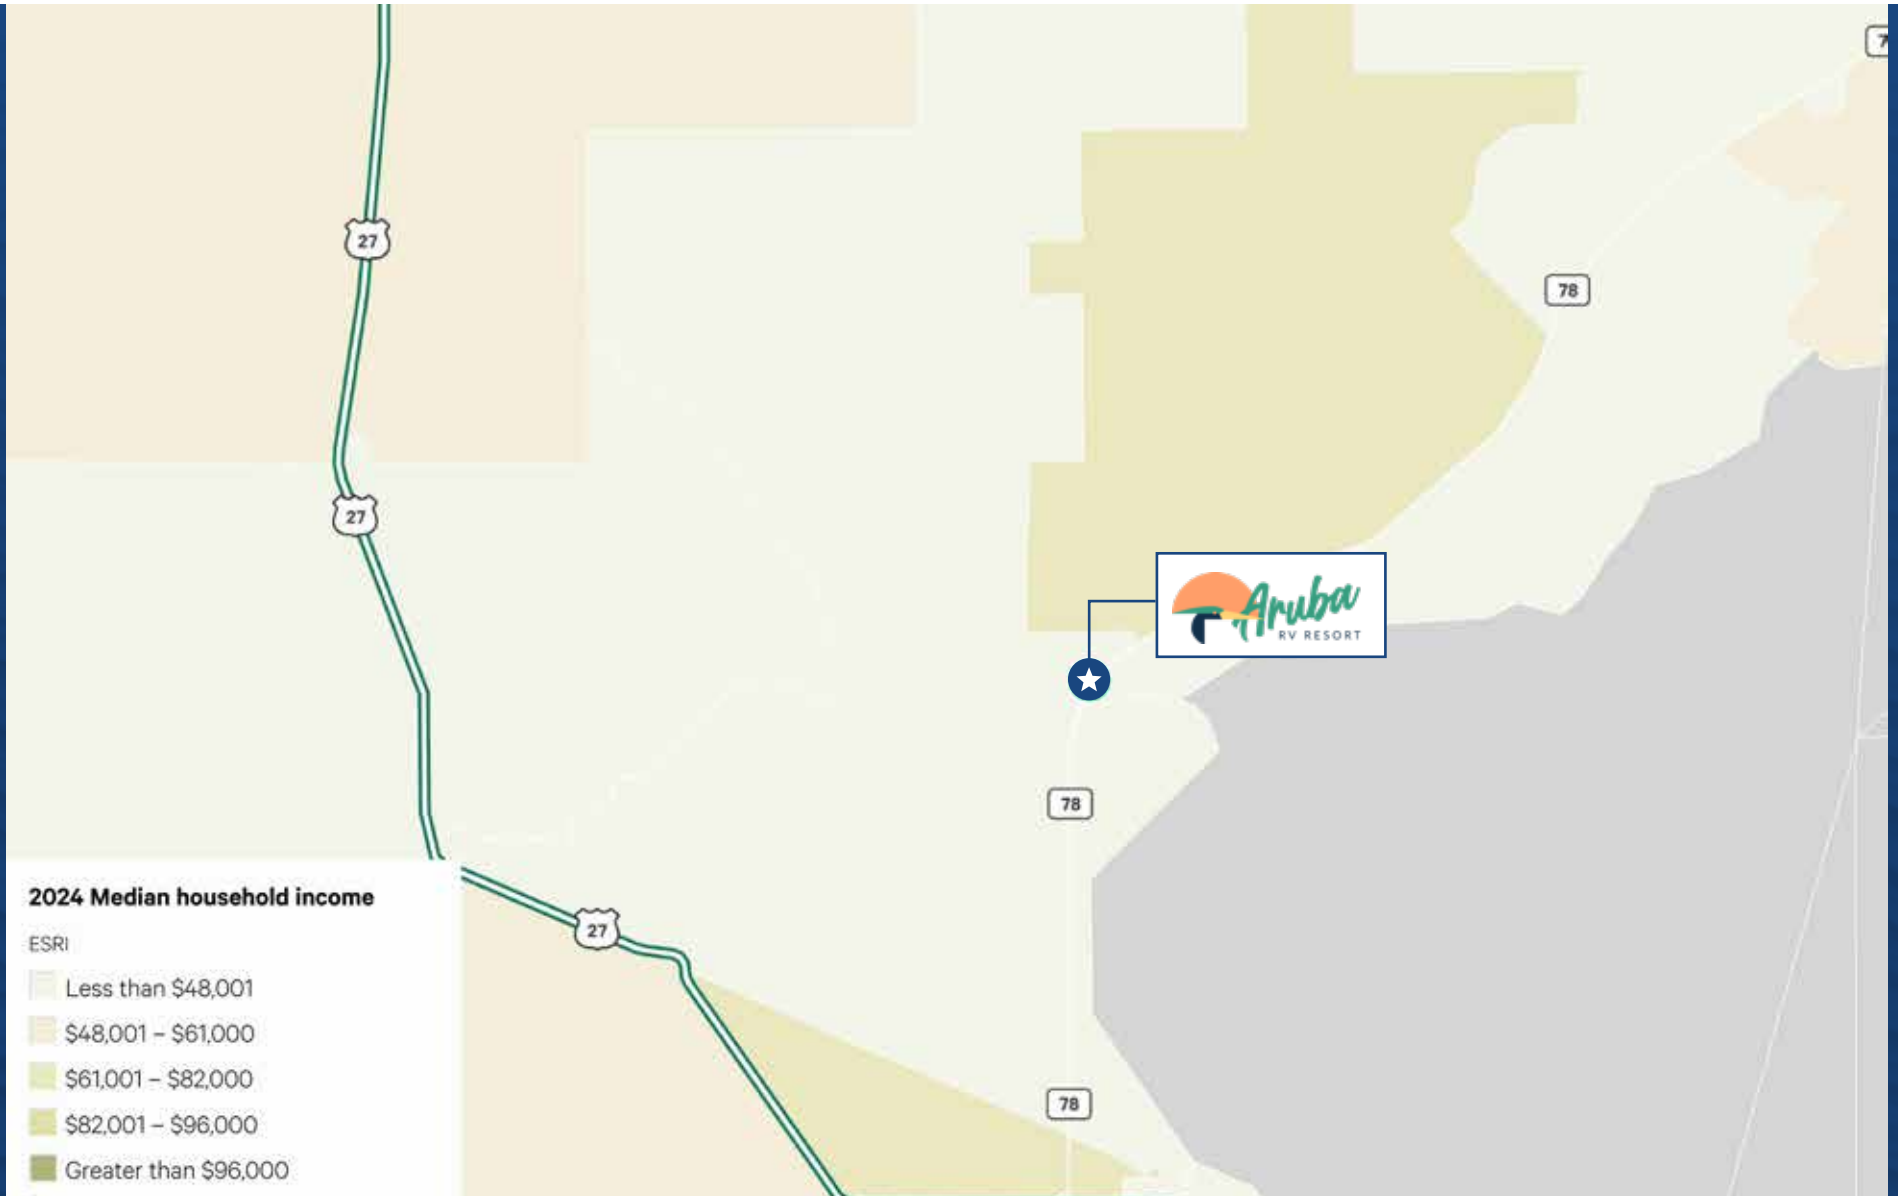 27
78
27
Aruba
RV RESORT
78
2024 Median household income
27
ESRI
Less than $48,001
$48,001 – $61,000
$61,001 – $82,000
78
$82,001 – $96,000
Greater than $96,000